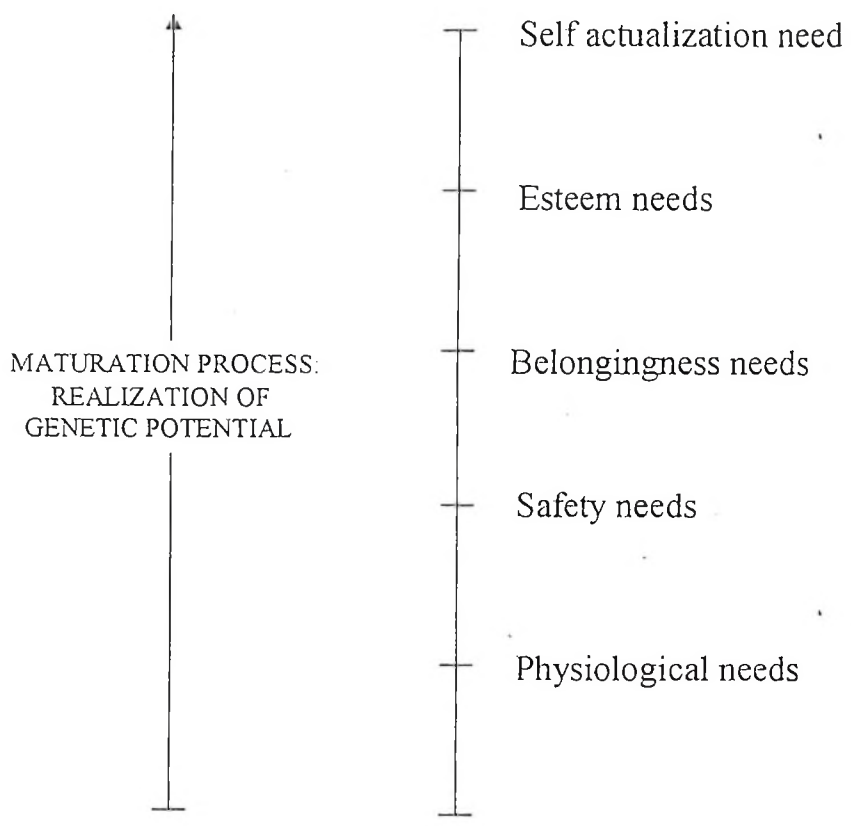 Self actualization need
Esteem needs
MATURATION PROCESS:
REALIZATION OF
GENETIC POTENTIAL
Belongingness needs
Safety needs
Physiological needs